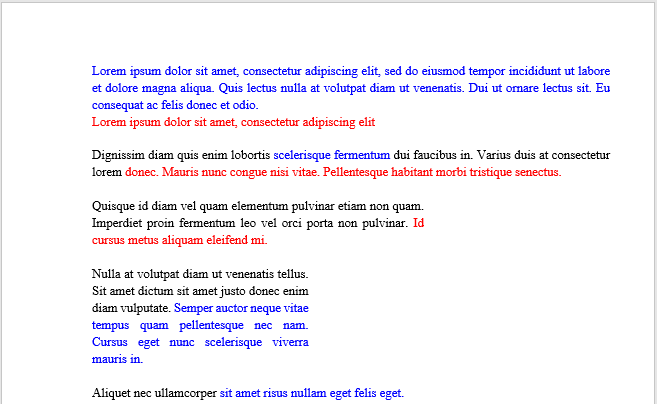 Lorem ipsum dolor sit amet, consectetur adipiscing elit, sed do eiusmod tempor incididunt ut labore
et dolore magna aliqua. Quis lectus nulla at volutpat diam ut venenatis. Dui ut ornare lectus sit. Eu
consequat ac felis donec et odio.
Lorem ipsum dolor sit amet, consectetur adipiscing elit
Dignissim diam quis enim lobortis scelerisque fermentum dui faucibus in. Varius duis at consectetur
lorem donec. Mauris nunc congue nisi vitae. Pellentesque habitant morbi tristique senectus.
Quisque id diam vel quam elementum pulvinar etiam non quam.
Imperdiet proin fermentum leo vel orci porta non pulvinar. Id
cursus metus aliquam eleifend mi.
Nulla at volutpat diam ut venenatis tellus.
Sit amet dictum sit amet justo donec enim
diam vulputate. Semper auctor neque vitae
tempus quam pellentesque nec nam.
Cursus eget nunc scelerisque viverra
mauris in.
Aliquet nec ullamcorper sit amet risus nullam eget felis eget.